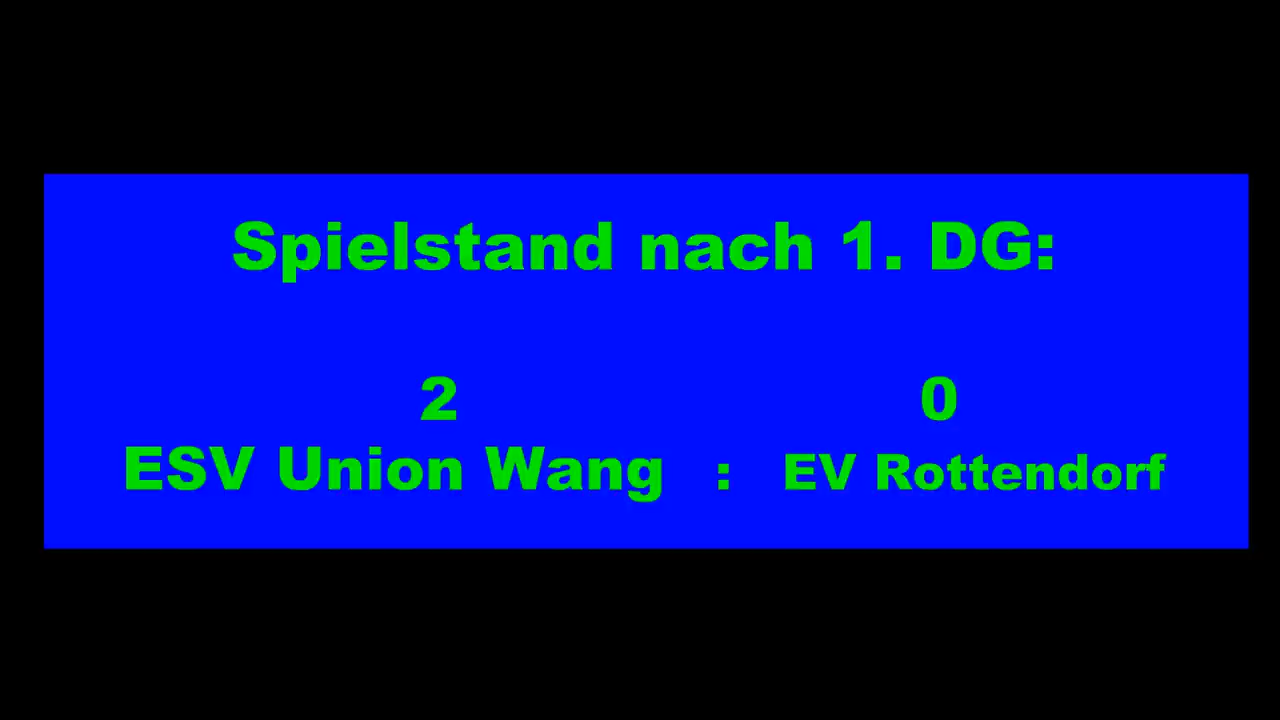 Spielstand nach 1. DG:
2 0
ESV Union Wang : EV Rottendorf